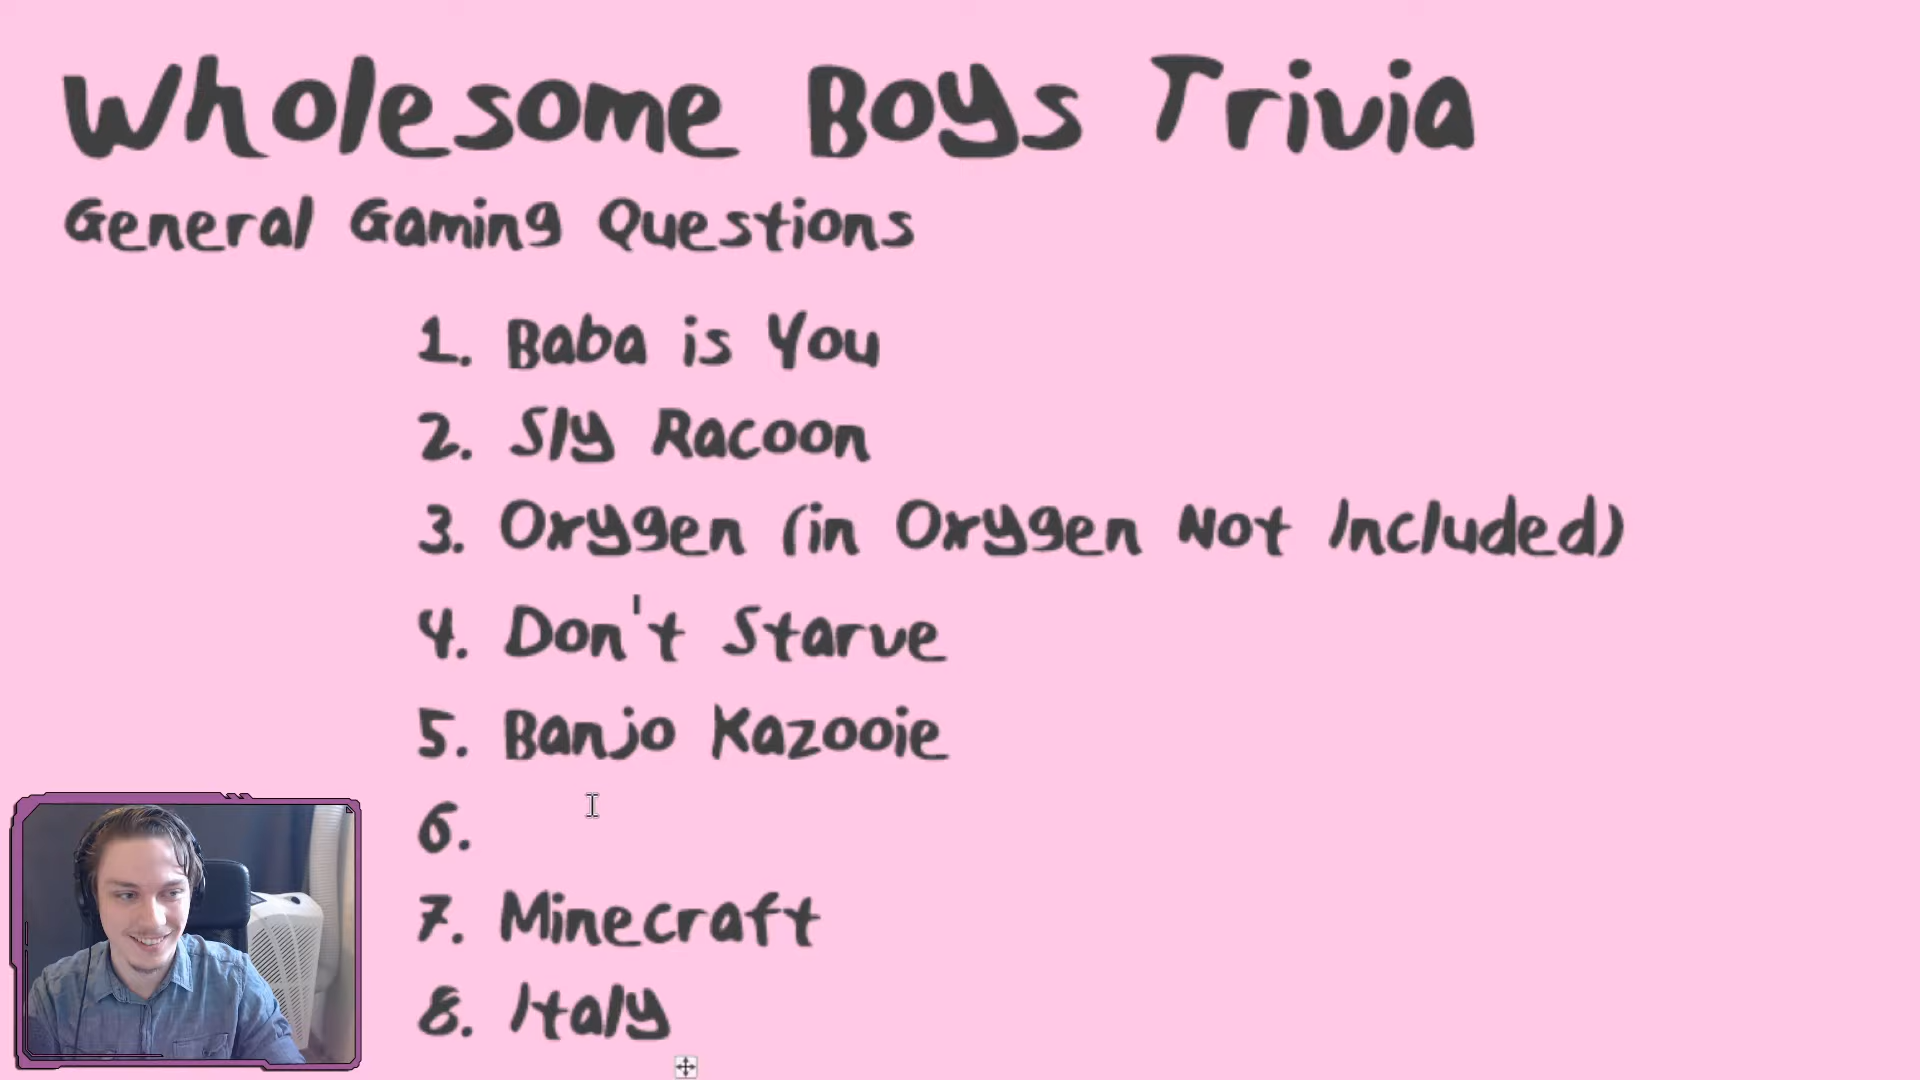 Wholesome Boys Trivia
General Gaming Questions
1. Baba is You
2. Sly Racoon
3. Oxygen (in Oxygen Not Included)
4. Don't Starve
5. Banjo Kazooie
6.
7. Minecraft
8. Italy